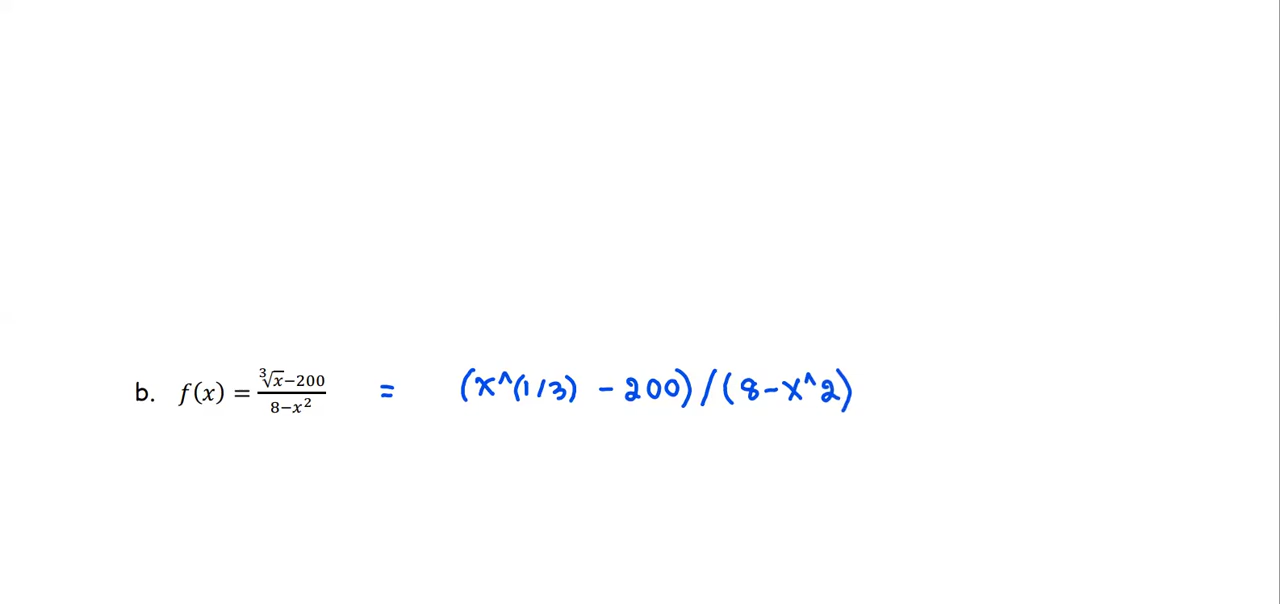 b. f(x) = ∛x−200 / 8−x² = (x^(1/3) - 200)/(8-x^2)